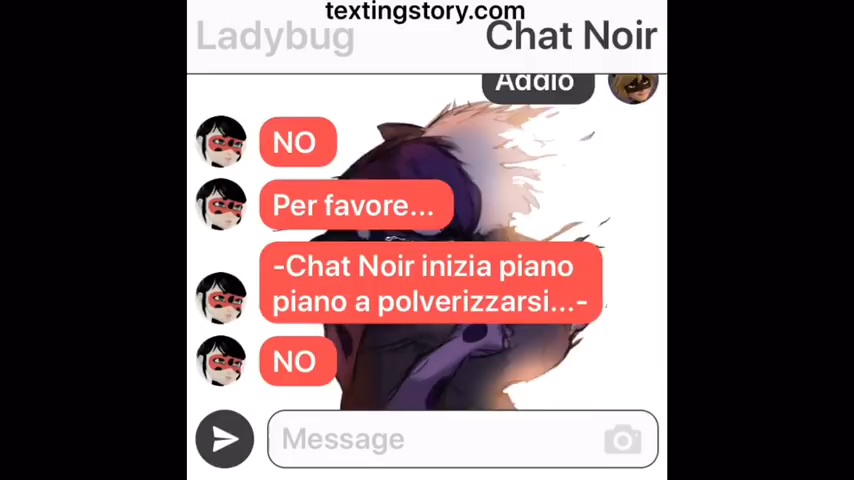 textingstory.com
Ladybug
Chat Noir
Addio
NO
Per favore...
-Chat Noir inizia piano
piano a polverizzarsi...-
NO
Message